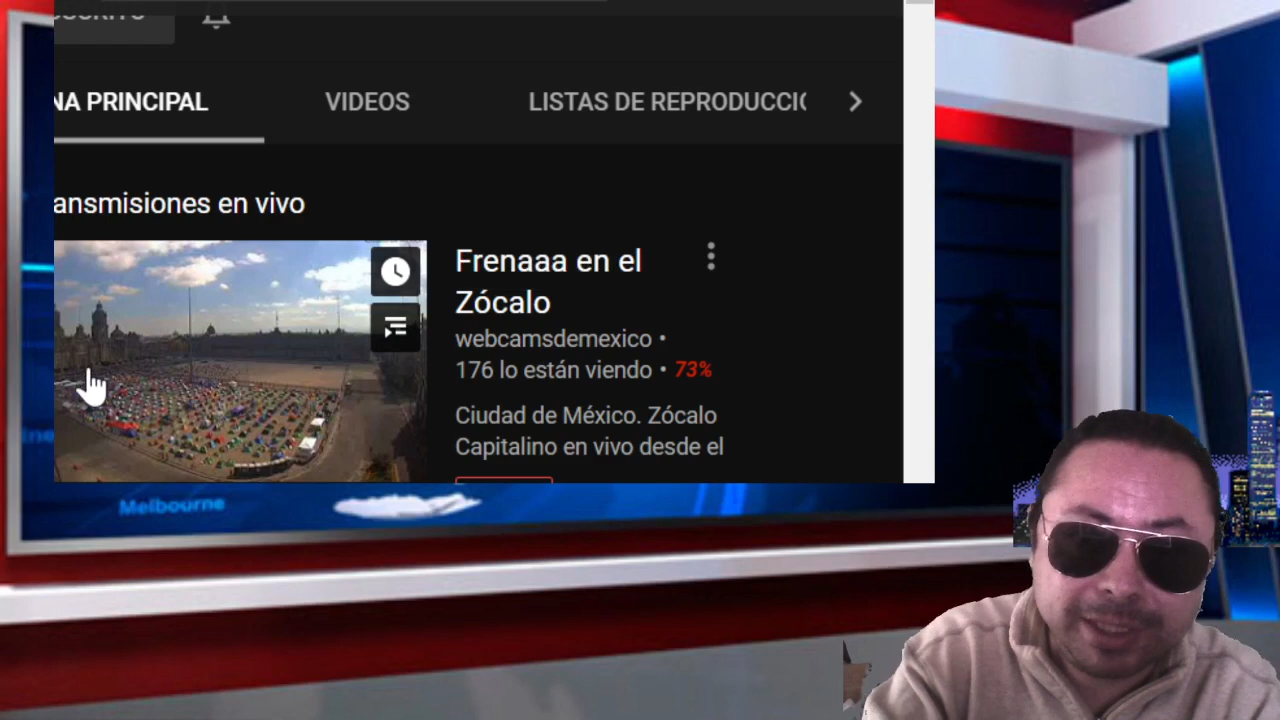 NA PRINCIPAL
VIDEOS
LISTAS DE REPRODUCCIÓ
ansmisiones en vivo
Frenaaa en el
Zócalo
webcamsdemexico •
176 lo están viendo • 73%
Ciudad de México. Zócalo
Capitalino en vivo desde el
Melbourne